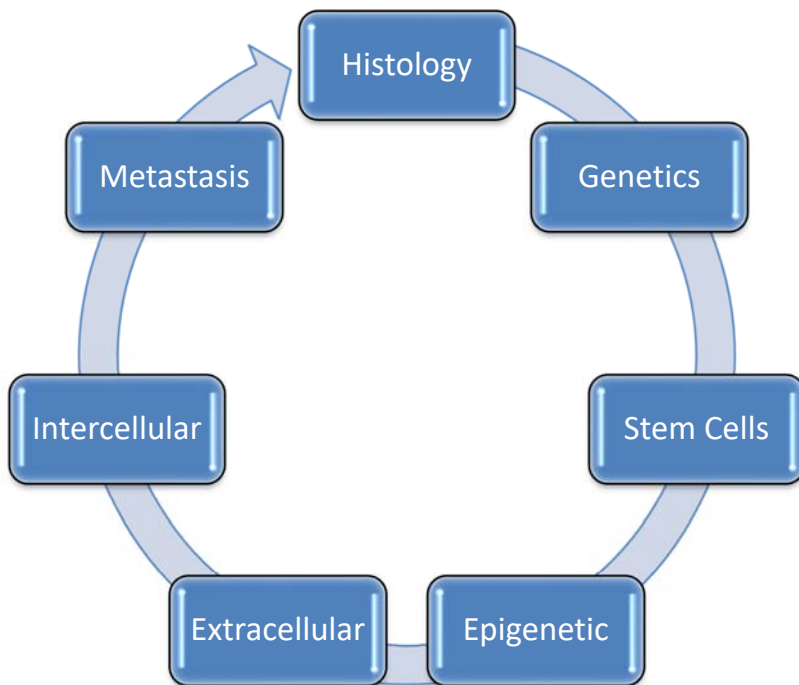 Histology
Genetics
Stem Cells
Epigenetic
Extracellular
Intercellular
Metastasis